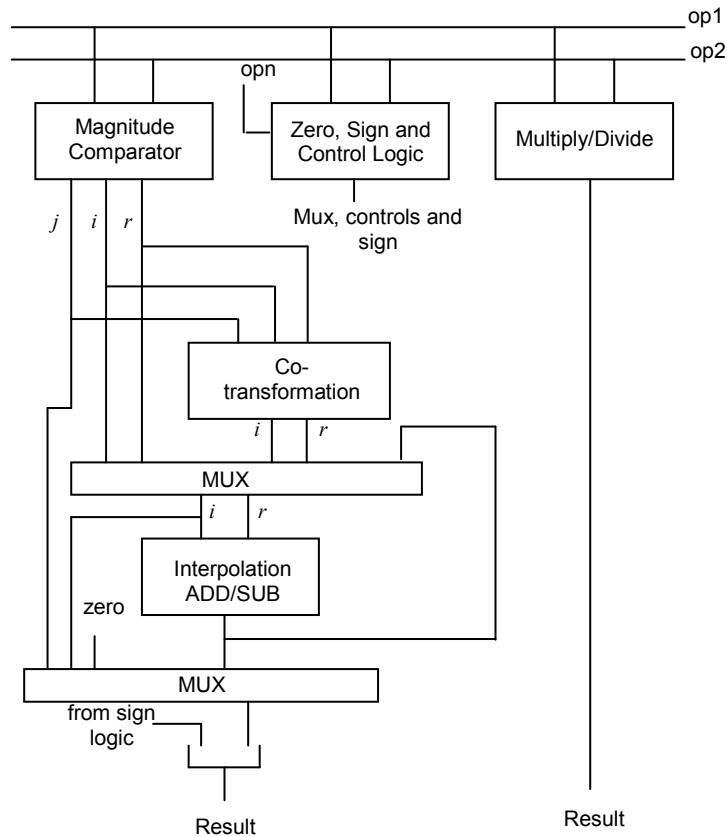 op1
op2
opn
Magnitude
Comparator
Zero, Sign and
Control Logic
Multiply/Divide
Mux, controls and
sign
j i r
Co-
transformation
i r
MUX
i r
Interpolation
ADD/SUB
zero
MUX
from sign
logic
Result
Result